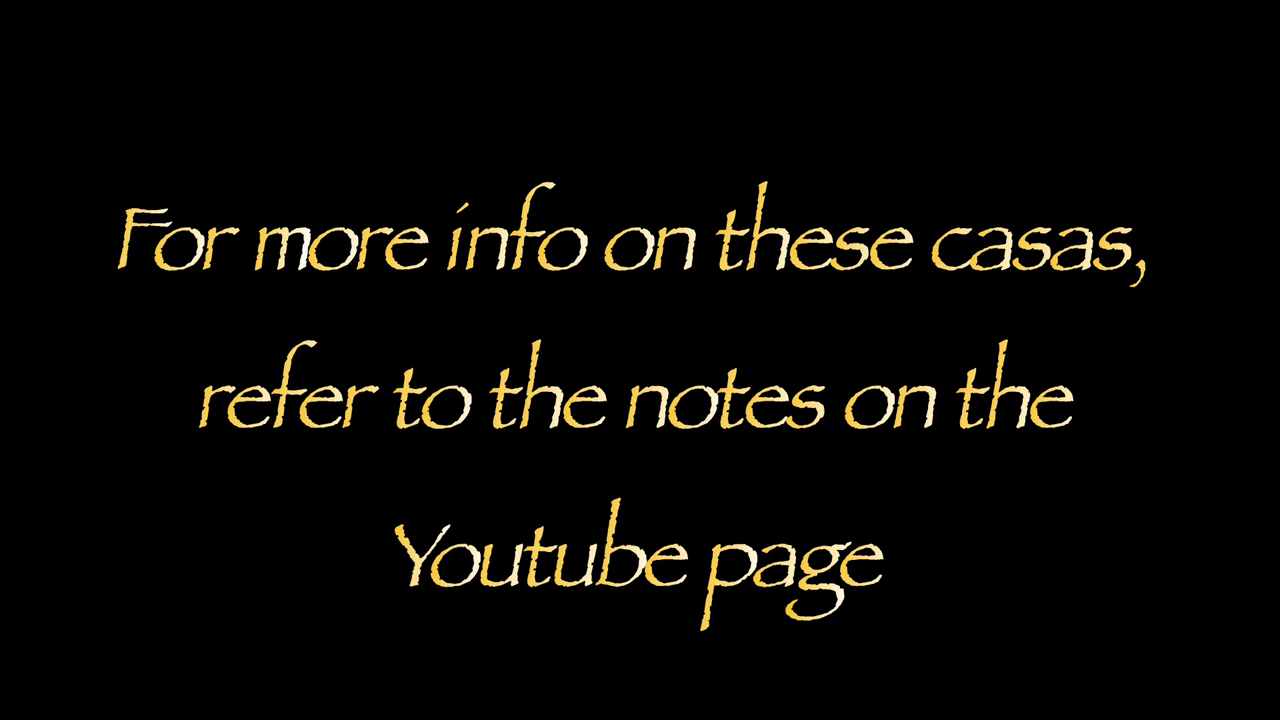 For more info on these casas,
refer to the notes on the
Youtube page